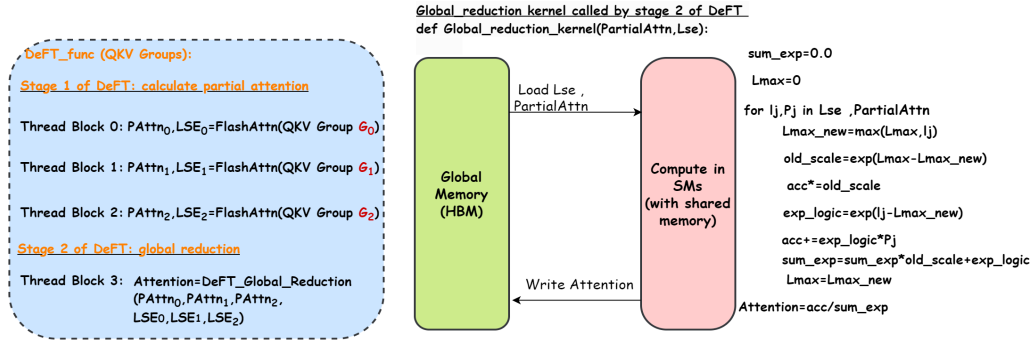 DeFT_func (QKV Groups):
Stage 1 of DeFT: calculate partial attention
Thread Block 0: PAttn₀,LSE₀=FlashAttn(QKV Group G₀)
Thread Block 1: PAttn₁,LSE₁=FlashAttn(QKV Group G₁)
Thread Block 2: PAttn₂,LSE₂=FlashAttn(QKV Group G₂)
Stage 2 of DeFT: global reduction
Thread Block 3: Attention=DeFT_Global_Reduction
(PAttn₀,PAttn₁,PAttn₂,
LSE0,LSE1,LSE₂)
Global_reduction kernel called by stage 2 of DeFT
def Global_reduction_kernel(PartialAttn,Lse):
Global
Memory
(HBM)
Load Lse ,
PartialAttn
Write Attention
Compute in
SMs
(with shared
memory)
sum_exp=0.0
Lmax=0
for lj,Pj in Lse ,PartialAttn
Lmax_new=max(Lmax,lj)
old_scale=exp(Lmax-Lmax_new)
acc*=old_scale
exp_logic=exp(lj-Lmax_new)
acc+=exp_logic*Pj
sum_exp=sum_exp*old_scale+exp_logic
Lmax=Lmax_new
Attention=acc/sum_exp